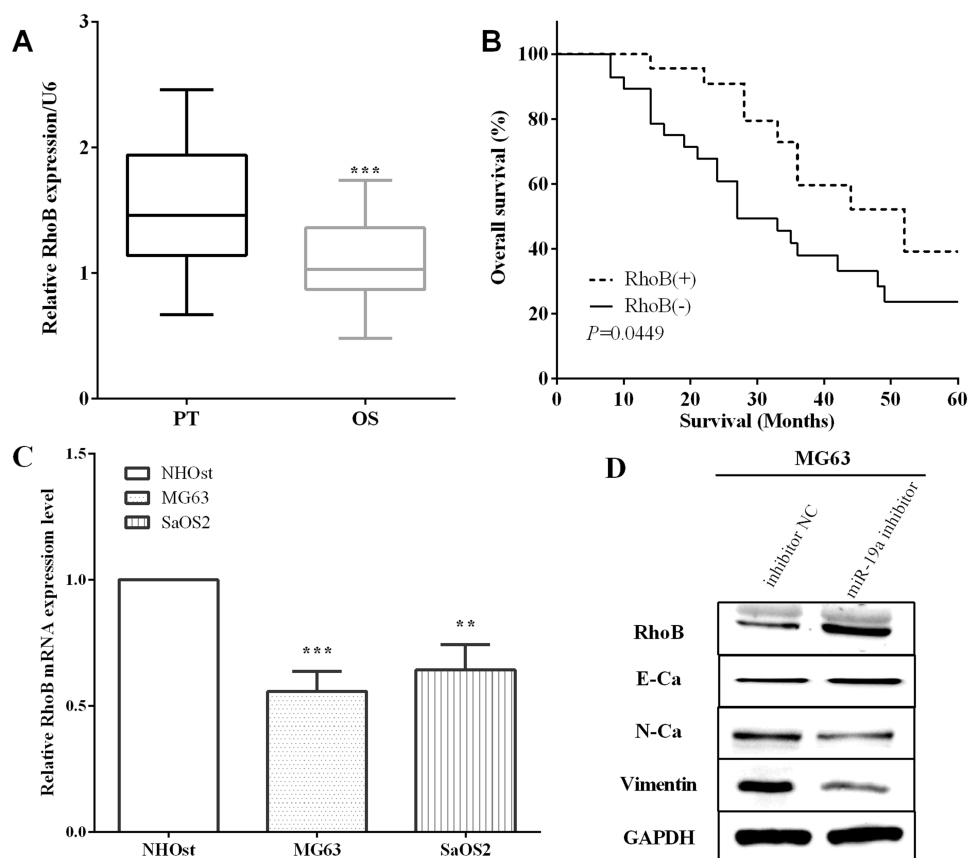 A
Relative RhoB expression/U6
3
2
1
0
***
PT
OS
B
Overall survival (%)
100
80
60
40
20
0
RhoB(+)
RhoB(-)
P=0.0449
0
10
20
30
40
50
60
Survival (Months)
C
Relative RhoB mRNA expressiom level
1.5
1.0
0.5
0.0
NHOst
MG63
SaOS2
***
**
NHOst
MG63
SaOS2
D
MG63
inhibitor NC
miR-19a inhibitor
RhoB
E-Ca
N-Ca
Vimentin
GAPDH